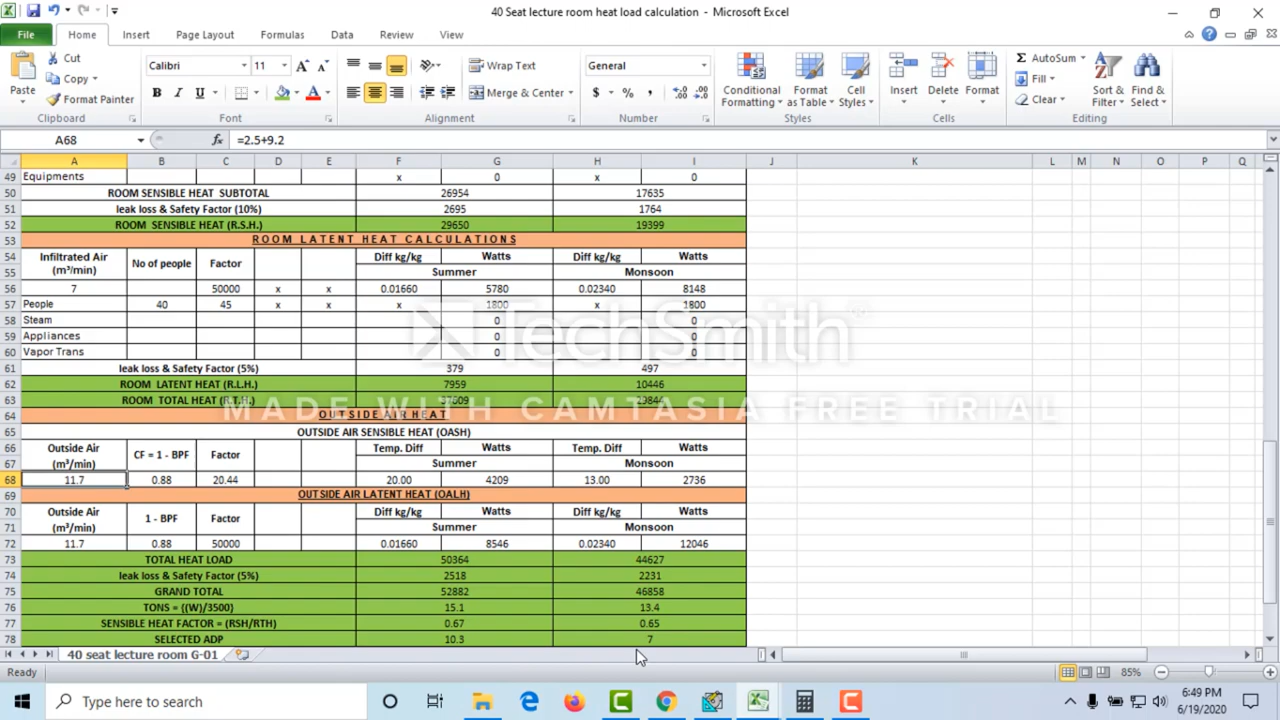 40 Seat lecture room heat load calculation - Microsoft Excel
File Home Insert Page Layout Formulas Data Review View
Paste Cut Copy Format Painter
Calibri 11 A A B I U A
Wrap Text Merge & Center
General $ % ,
Conditional Formatting Format as Table Cell Styles
Insert Delete Format
Σ AutoSum Fill Clear Sort & Filter Find & Select
Clipboard Font Alignment Number Styles Cells Editing
A68 fx =2.5+9.2
A B C D E F G H I J K L M N O P Q
49 Equipments x 0 x 0
50 ROOM SENSIBLE HEAT SUBTOTAL 26954 17635
51 leak loss & Safety Factor (10%) 2695 1764
52 ROOM SENSIBLE HEAT (R.S.H.) 29650 19399
53 ROOM LATENT HEAT CALCULATIONS
54 Infiltrated Air (m³/min) No of people Factor Diff kg/kg Watts Diff kg/kg Watts
55 Summer Monsoon
56 7 50000 x x 0.01660 5780 0.02340 8148
57 People 40 45 x x x 1800 x 1800
58 Steam 0 0
59 Appliances 0 0
60 Vapor Trans 0 0
61 leak loss & Safety Factor (5%) 379 497
62 ROOM LATENT HEAT (R.L.H.) 7959 10446
63 ROOM TOTAL HEAT (R.T.H.) 37609 29844
64 OUTSIDE AIR HEAT
65 OUTSIDE AIR SENSIBLE HEAT (OASH)
66 Outside Air CF = 1 - BPF Factor Temp. Diff Watts Temp. Diff Watts
67 (m³/min) Summer Monsoon
68 11.7 0.88 20.44 20.00 4209 13.00 2736
69 OUTSIDE AIR LATENT HEAT (OALH)
70 Outside Air 1 - BPF Factor Diff kg/kg Watts Diff kg/kg Watts
71 (m³/min) Summer Monsoon
72 11.7 0.88 50000 0.01660 8546 0.02340 12046
73 TOTAL HEAT LOAD 50364 44627
74 leak loss & Safety Factor (5%) 2518 2231
75 GRAND TOTAL 52882 46858
76 TONS = {(W)/3500) 15.1 13.4
77 SENSIBLE HEAT FACTOR = (RSH/RTH) 0.67 0.65
78 SELECTED ADP 10.3 7
TechSmith
MADE WITH CAMTASIA FREE TRIAL
40 seat lecture room G-01
Ready 85%
Type here to search
6:49 PM
6/19/2020